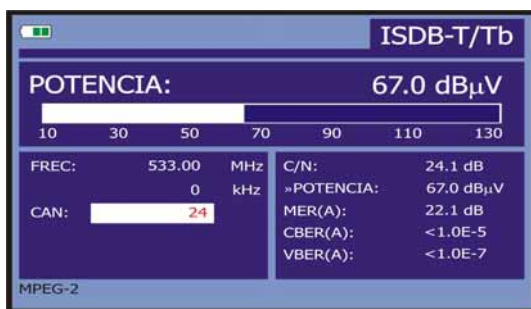 ISDB-T/Tb
POTENCIA: 67.0 dBµV
10 30 50 70 90 110 130
FREC: 533.00 MHz
0 kHz
CAN: 24
C/N: 24.1 dB
»POTENCIA: 67.0 dBµV
MER(A): 22.1 dB
CBER(A): <1.0E-5
VBER(A): <1.0E-7
MPEG-2